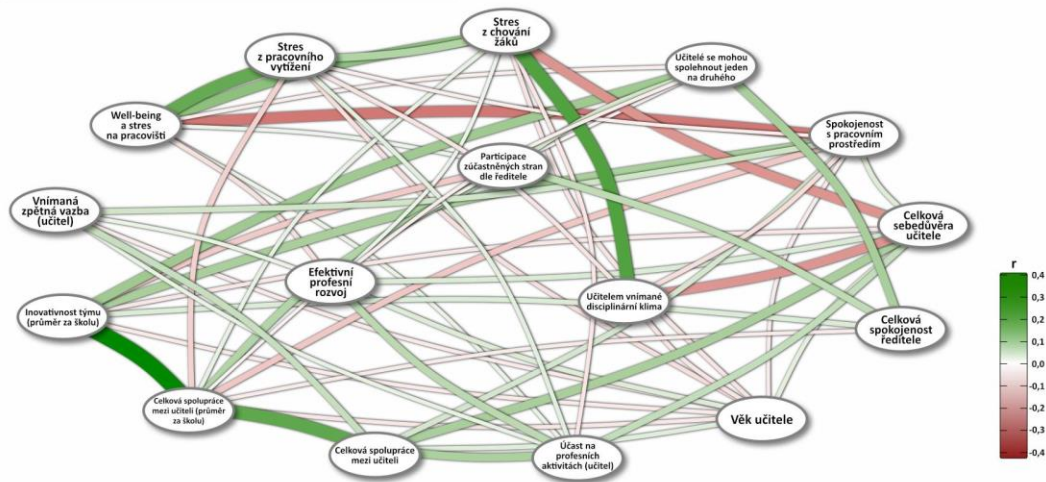 Stres
z chování
žáků
Stres
z pracovního
vytížení
Učitelé se mohou
spolehnout jeden
na druhého
Well-being
a stres
na pracovišti
Spokojenost
s pracovním
prostředím
Participace
zúčastněných stran
dle ředitele
Vnímaná
zpětná vazba
(učitel)
Celková
sebedůvěra
učitele
Efektivní
profesní
rozvoj
Učitelem vnímané
disciplinární klima
Inovativnost týmu
(průměr za školu)
Celková
spokojenost
ředitele
Celková spolupráce
mezi učiteli (průměr
za školu)
Věk učitele
Celková spolupráce
mezi učiteli
Účast na
profesních
aktivitách (učitel)
r
0,4
0,3
0,2
0,1
0,0
-0,1
-0,2
-0,3
-0,4